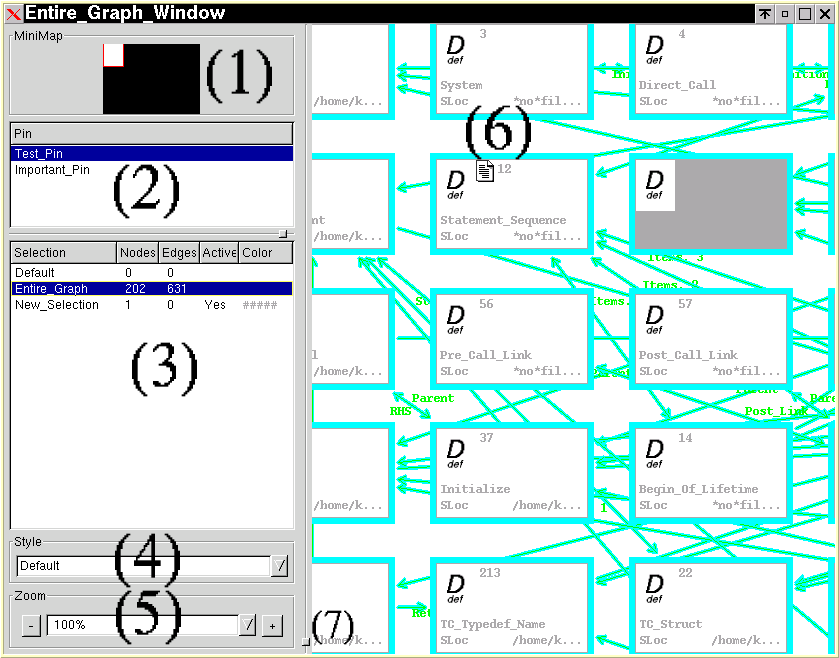 Entire_Graph_Window
MiniMap
(1)
Pin
Test_Pin
Important_Pin
(2)
Selection Nodes Edges Active Color
Default 0 0
Entire_Graph 202 631
New_Selection 1 0 Yes #####
(3)
Style
Default
(4)
Zoom
- 100% +
(5)
(6)
(7)
/home/k...
D def
3
System
SLoc *no*fil...
D def
4
Direct_Call
SLoc *no*fil...
nt
/home/k...
D def
12
Statement_Sequence
SLoc *no*fil...
D def
Items. 3
Items. 2
Items.
l
/home/k...
D def
56
Pre_Call_Link
SLoc *no*fil...
D def
57
Post_Call_Link
SLoc *no*fil...
Parent
RHS
Parent
Post_Link
/home/k...
D def
37
Initialize
SLoc /home/k...
D def
14
Begin_Of_Lifetime
SLoc *no*fil...
1
/home/k...
D def
213
TC_Typedef_Name
SLoc /home/k...
D def
22
TC_Struct
SLoc /home/k...